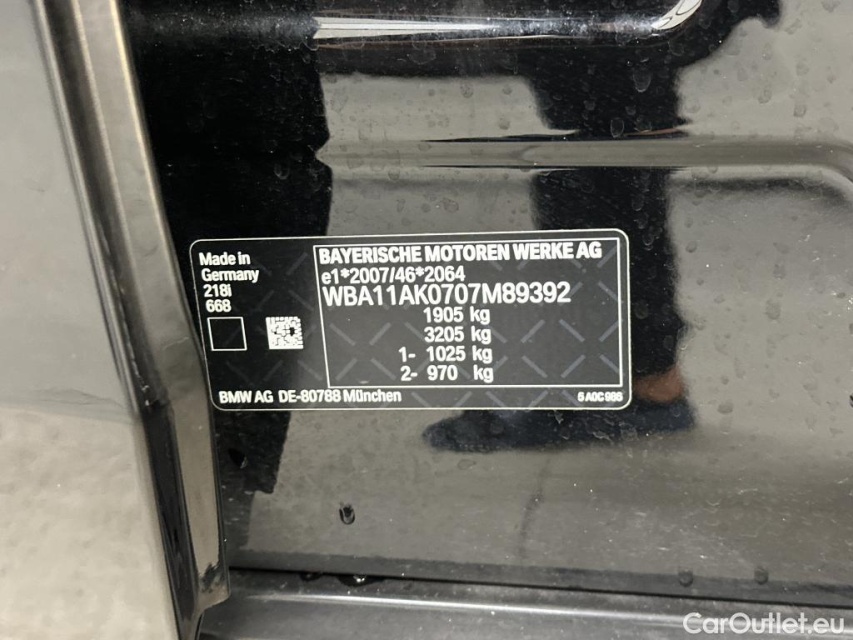 Made in
Germany
218i
668
BAYERISCHE MOTOREN WERKE AG
e1*2007/46*2064
WBA11AK0707M89392
1905 kg
3205 kg
1- 1025 kg
2- 970 kg
BMW AG DE-80788 München
CarOutlet.eu